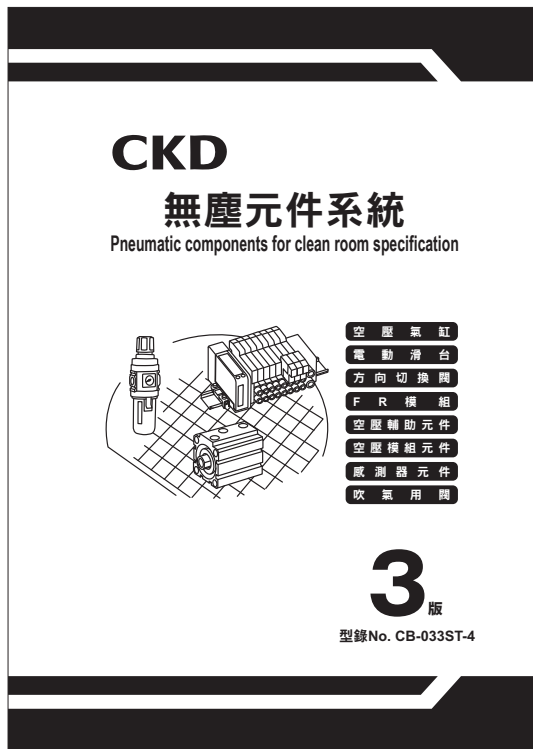 CKD
無塵元件系統
Pneumatic components for clean room specification
空壓氣缸
電動滑台
方向切換閥
FR模組
空壓輔助元件
空壓模組元件
感測器元件
吹氣用閥
3版
型錄No. CB-033ST-4